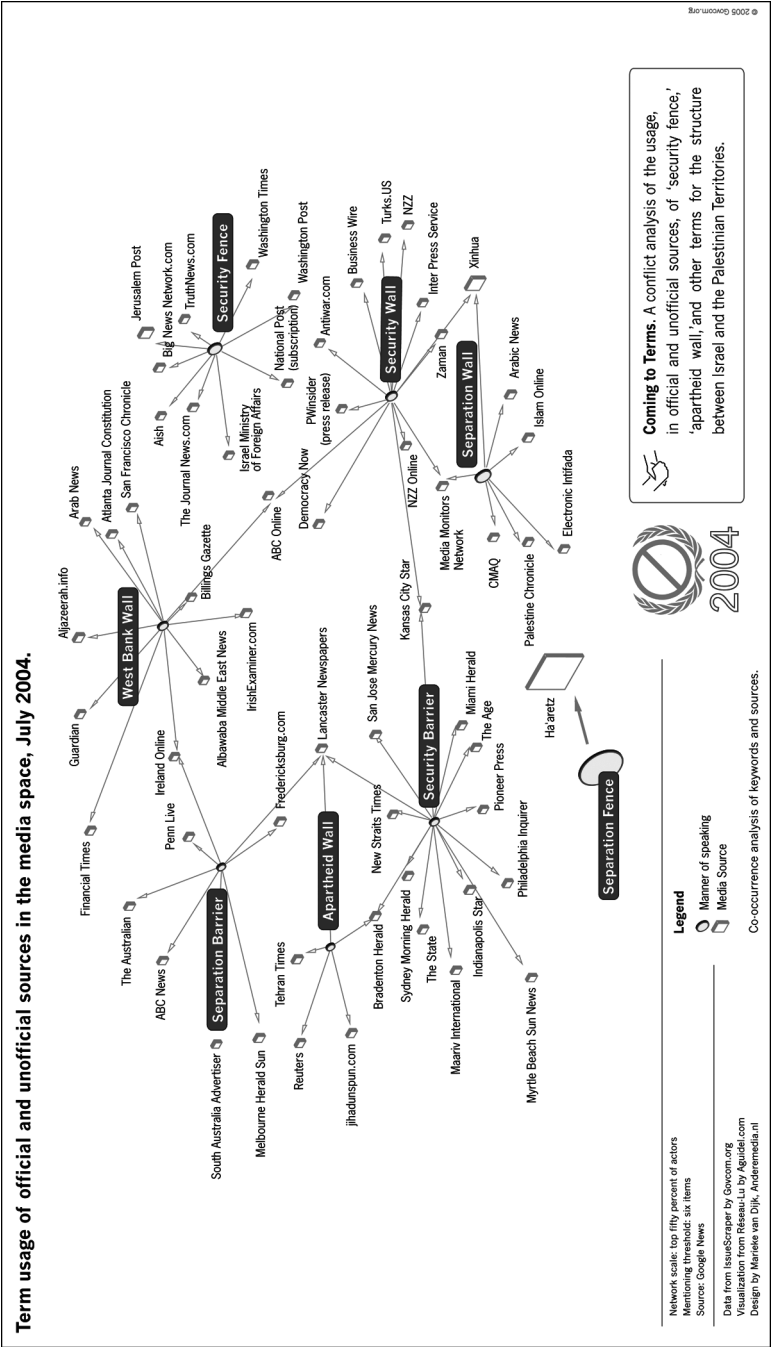 Term usage of official and unofficial sources in the media space, July 2004.
Financial Times
Guardian
Aljazeerah.info
Arab News
Atlanta Journal Constitution
San Francisco Chronicle
West Bank Wall
Billings Gazette
Albawaba Middle East News
IrishExaminer.com
Ireland Online
ABC Online
Jerusalem Post
Big News Network.com
TruthNews.com
Aish
The Journal News.com
Israel Ministry
of Foreign Affairs
Security Fence
Washington Times
Washington Post
National Post
(subscription)
The Australian
ABC News
Penn Live
Separation Barrier
Fredericksburg.com
South Australia Advertiser
Melbourne Herald Sun
Lancaster Newspapers
Tehran Times
Apartheid Wall
Reuters
jihadunspun.com
Bradenton Herald
Democracy Now
PWinsider
(press release)
Antiwar.com
Business Wire
Turks.US
NZZ
Security Wall
Inter Press Service
Zaman
Xinhua
NZZ Online
Media Monitors
Network
Kansas City Star
Separation Wall
Arabic News
Islam Online
CMAQ
Palestine Chronicle
Electronic Intifada
San Jose Mercury News
New Straits Times
Security Barrier
Miami Herald
The Age
Pioneer Press
Philadelphia Inquirer
Sydney Morning Herald
The State
Indianapolis Star
Maariv International
Myrtle Beach Sun News
Ha'aretz
Separation Fence
Network scale: top fifty percent of actors
Mentioning threshold: six items
Source: Google News
Data from IssueScraper by Govcom.org
Visualization from Réseau-Lu by Aguidel.com
Design by Marieke van Dijk, Anderemedia.nl
Legend
Manner of speaking
Media Source
Co-occurrence analysis of keywords and sources.
2004
Coming to Terms. A conflict analysis of the usage,
in official and unofficial sources, of ‘security fence,’
‘apartheid wall,’and other terms for the structure
between Israel and the Palestinian Territories.
© 2005 Govcom.org